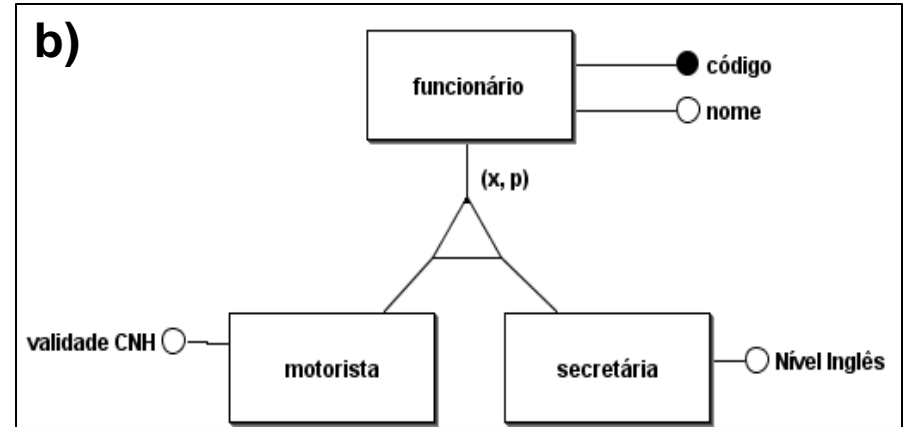 b)
funcionário
código
nome
(x, p)
validade CNH
motorista
secretária
Nível Inglês